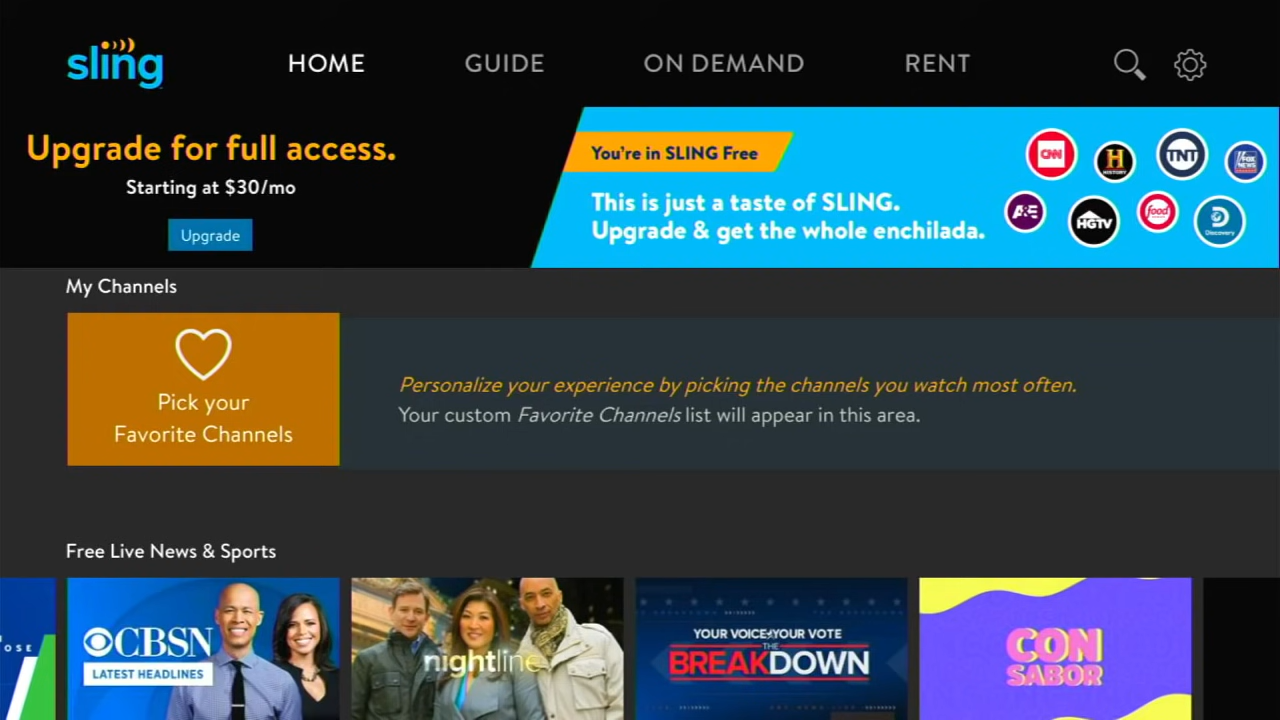 sling
HOME
GUIDE
ON DEMAND
RENT
Upgrade for full access.
Starting at $30/mo
Upgrade
You're in SLING Free
This is just a taste of SLING.
Upgrade & get the whole enchilada.
CNN
H
HISTORY
TNT
FOX
NEWS
A&E
HGTV
food
D
Discovery
My Channels
Pick your
Favorite Channels
Personalize your experience by picking the channels you watch most often.
Your custom Favorite Channels list will appear in this area.
Free Live News & Sports
OSE
CBSN
LATEST HEADLINES
nightline
YOUR VOICE YOUR VOTE
THE
BREAKDOWN
CON
SABOR